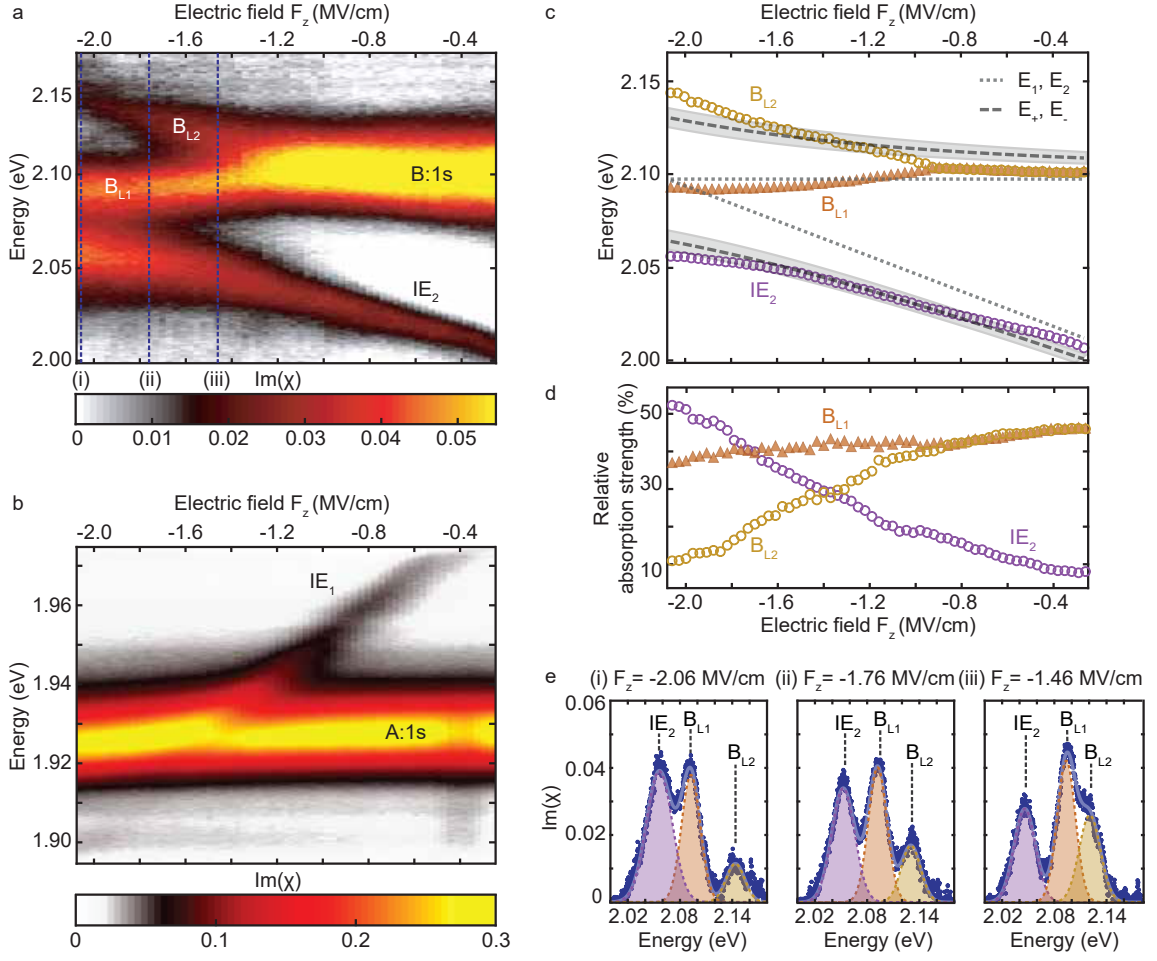 a
Electric field F_z (MV/cm)
-2.0 -1.6 -1.2 -0.8 -0.4
2.15
2.10
2.05
2.00
Energy (eV)
B_L2
B_L1
B:1s
IE_2
(i) (ii) (iii) Im(χ)
0 0.01 0.02 0.03 0.04 0.05
b
Electric field F_z (MV/cm)
-2.0 -1.6 -1.2 -0.8 -0.4
1.96
1.94
1.92
1.90
Energy (eV)
IE_1
A:1s
Im(χ)
0 0.1 0.2 0.3
c
Electric field F_z (MV/cm)
-2.0 -1.6 -1.2 -0.8 -0.4
2.15
2.10
2.05
2.00
Energy (eV)
B_L2
E_1, E_2
E_+, E_-
B_L1
IE_2
d
50
30
10
Relative
absorption strength (%)
B_L1
IE_2
B_L2
-2.0 -1.6 -1.2 -0.8 -0.4
Electric field F_z (MV/cm)
e
(i) F_z= -2.06 MV/cm
(ii) F_z= -1.76 MV/cm
(iii) F_z= -1.46 MV/cm
0.06
0.04
0.02
0
Im(χ)
IE_2 B_L1 B_L2
IE_2 B_L1 B_L2
IE_2 B_L1 B_L2
2.02 2.08 2.14
2.02 2.08 2.14
2.02 2.08 2.14
Energy (eV)
Energy (eV)
Energy (eV)